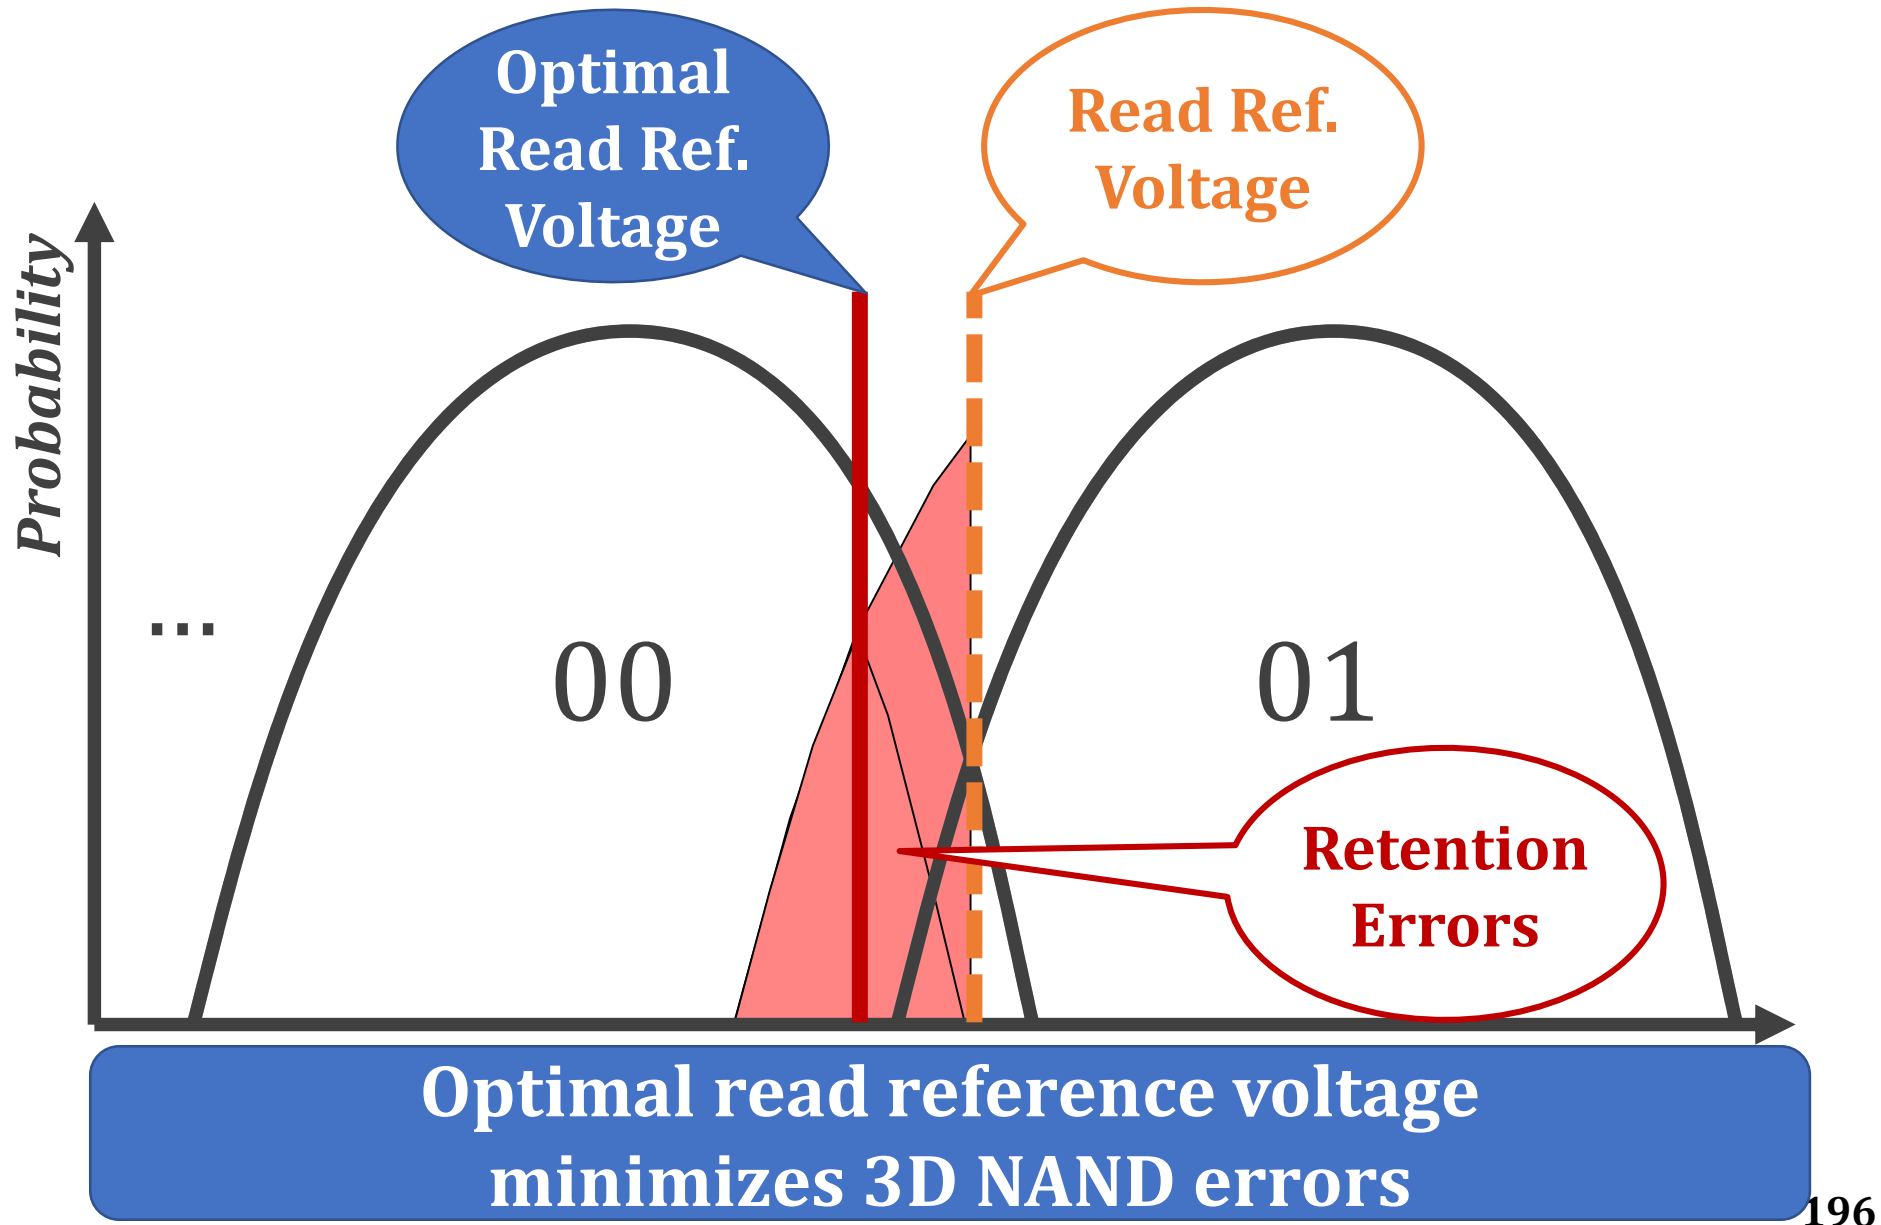 Optimal
Read Ref.
Voltage
Read Ref.
Voltage
Probability
...
00
01
Retention
Errors
Optimal read reference voltage
minimizes 3D NAND errors
196